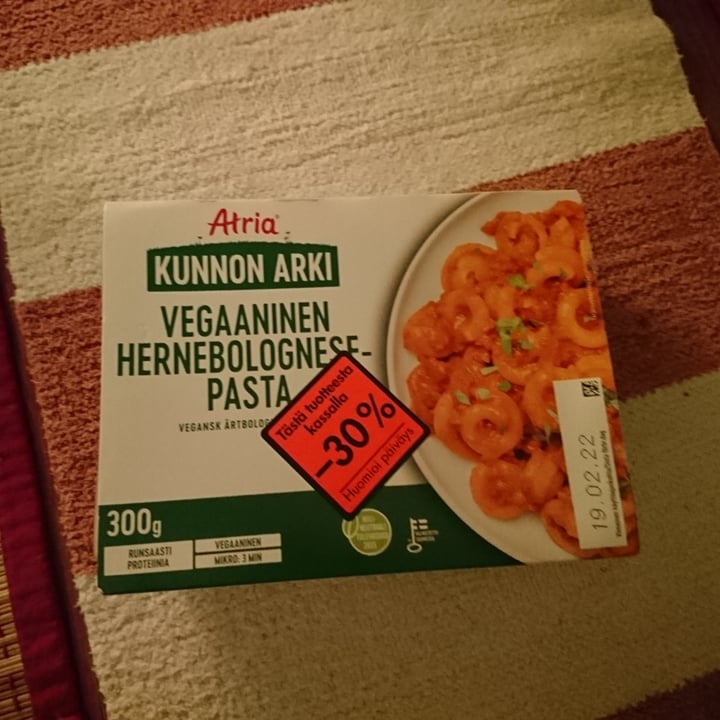 Atria
KUNNON ARKI
VEGAANINEN
HERNEBOLOGNESE-
PASTA
VEGANSK
Tästä tuotteesta
kassalla
-30%
Huomioi päiväys
300g
RUNSAASTI
PROTEIINIA
VEGAANINEN
MIKRO: 3 MIN
19.02.22